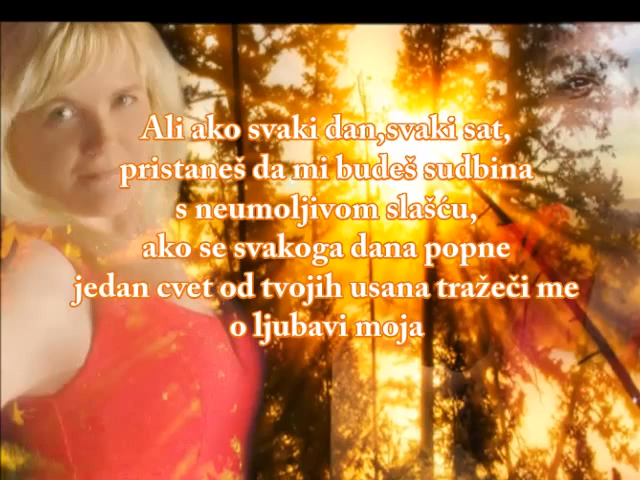 Ali ako svaki dan,svaki sat,
pristaneš da mi budeš sudbina
s neumoljivom slašću,
ako se svakoga dana popne
jedan cvet od tvojih usana tražeči me
o ljubavi moja